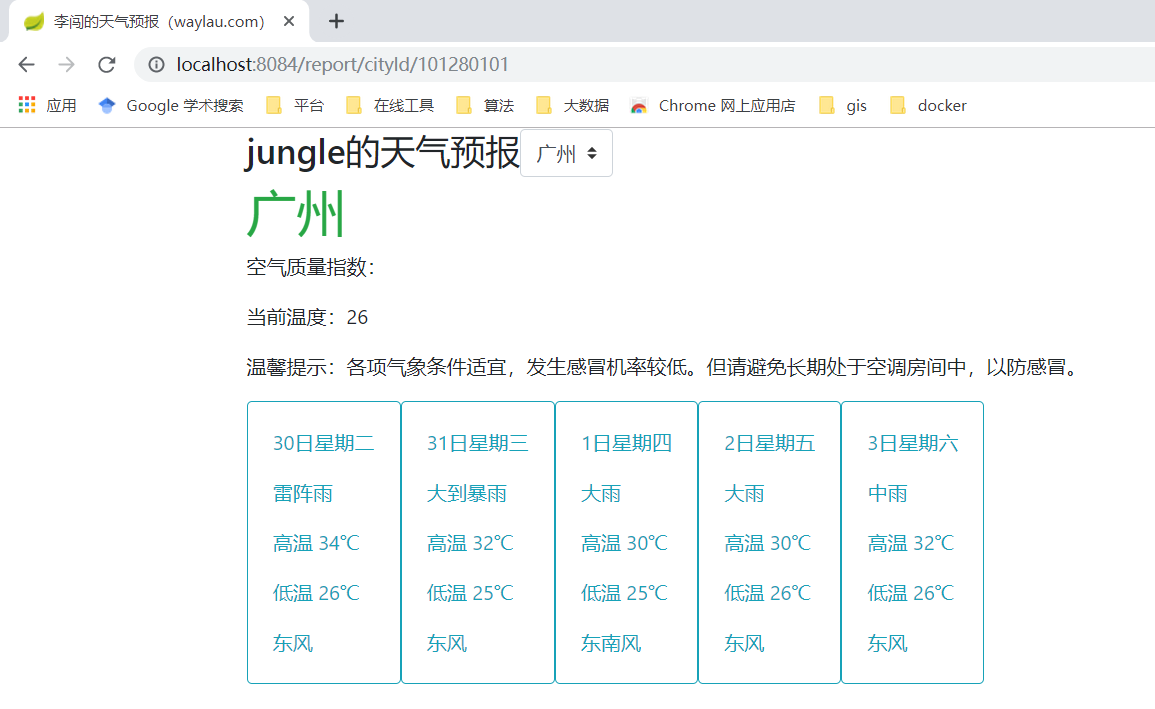 李闯的天气预报（waylau.com）
localhost:8084/report/cityId/101280101
应用 Google 学术搜索 平台 在线工具 算法 大数据 Chrome 网上应用店 gis docker
jungle的天气预报 广州
广州
空气质量指数：
当前温度：26
温馨提示：各项气象条件适宜，发生感冒机率较低。但请避免长期处于空调房间中，以防感冒。
30日星期二 31日星期三 1日星期四 2日星期五 3日星期六
雷阵雨 大到暴雨 大雨 大雨 中雨
高温 34℃ 高温 32℃ 高温 30℃ 高温 30℃ 高温 32℃
低温 26℃ 低温 25℃ 低温 25℃ 低温 26℃ 低温 26℃
东风 东风 东南风 东风 东风